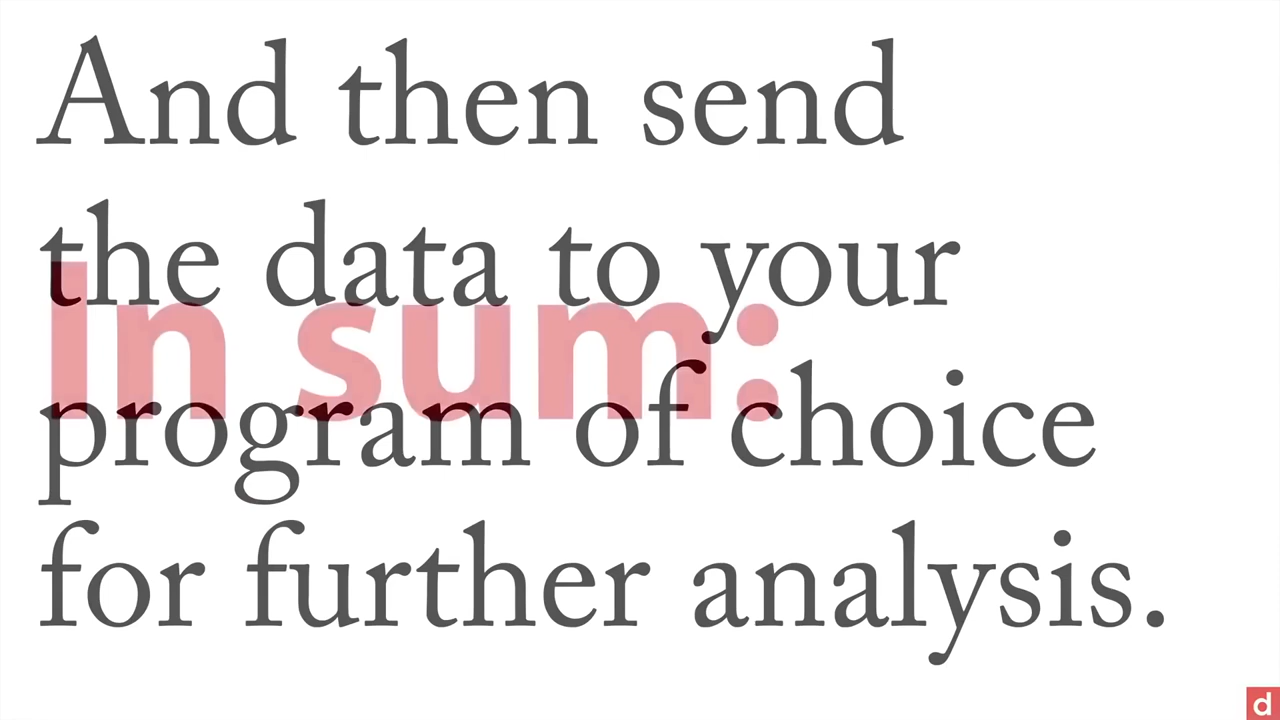 And then send
the data to your
In sum:
program of choice
for further analysis.
d